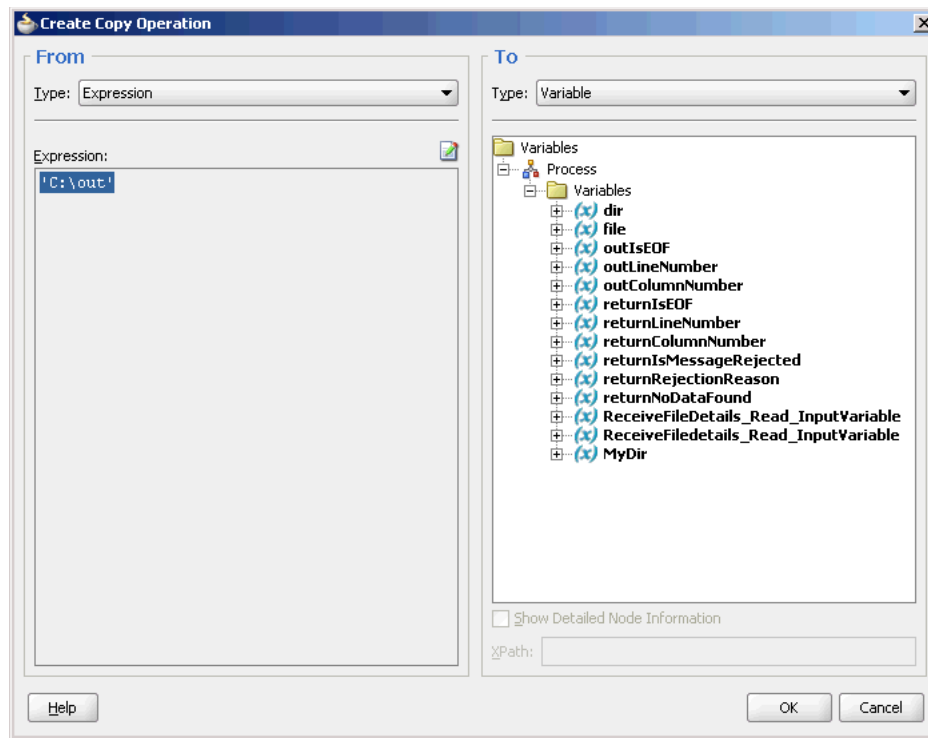 Create Copy Operation
From
Type: Expression
Expression:
'C:\out'
To
Type: Variable
Variables
Process
Variables
(x) dir
(x) file
(x) outIsEOF
(x) outLineNumber
(x) outColumnNumber
(x) returnIsEOF
(x) returnLineNumber
(x) returnColumnNumber
(x) returnIsMessageRejected
(x) returnRejectionReason
(x) returnNoDataFound
(x) ReceiveFileDetails_Read_InputVariable
(x) ReceiveFiledetails_Read_InputVariable
(x) MyDir
Show Detailed Node Information
XPath:
Help
OK
Cancel